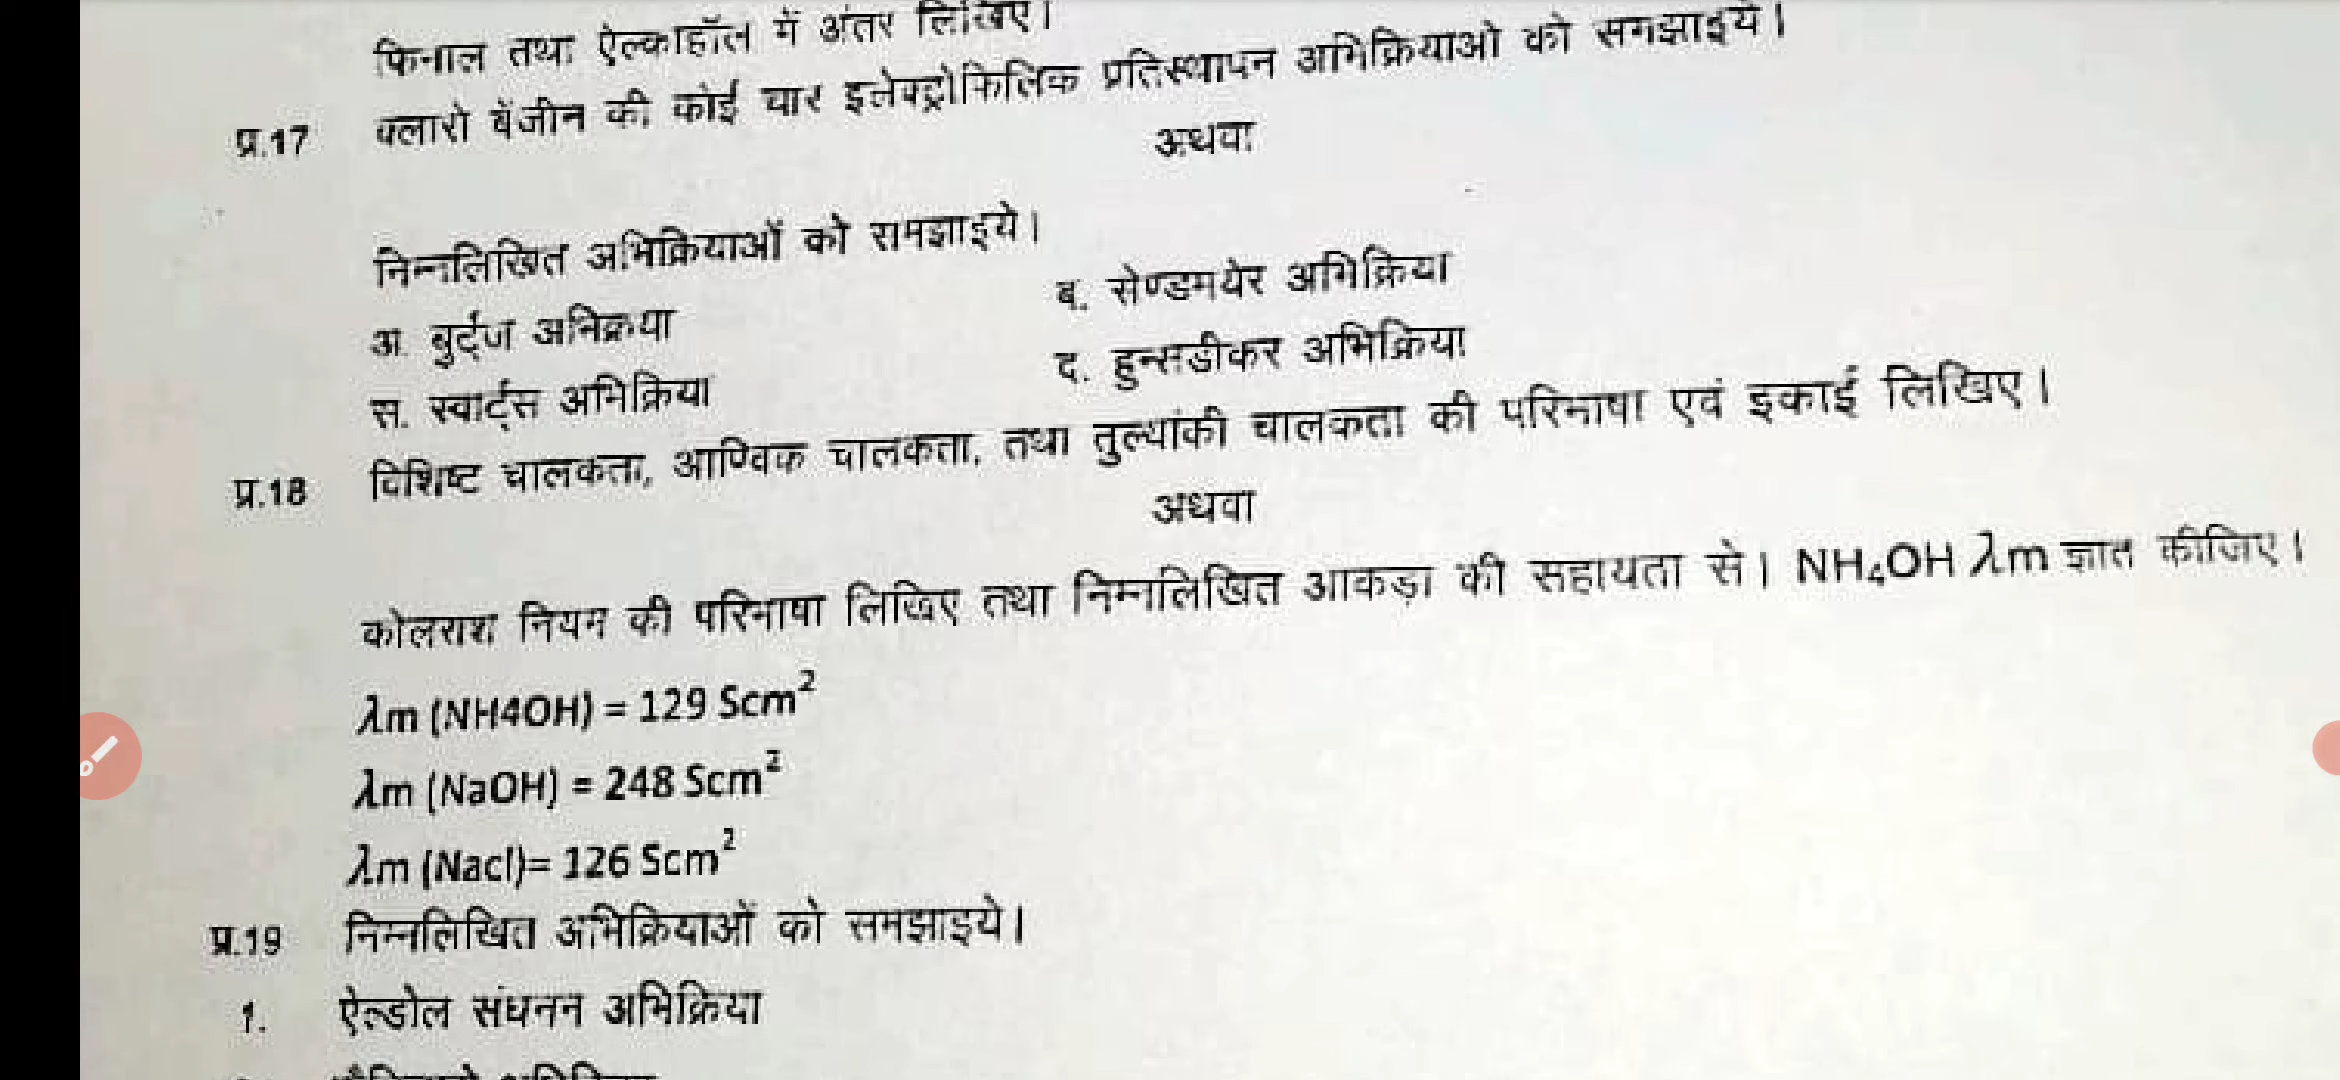 फिनाल तथा ऐल्काहॉल में अंतर लिखिए।
प्र.17 क्लारो बेंजीन की कोई चार इलेक्ट्रोफिलिक प्रतिस्थापन अभिक्रियाओ को समझाइये।
अथवा
निम्नलिखित अभिक्रियाओं को समझाइये।
अ. वुर्ट्ज अभिक्रया ब. सेण्डमयेर अभिक्रिया
स. स्वार्ट्स अभिक्रिया द. हुन्सडीकर अभिक्रिया
प्र.18 विशिष्ट चालकता, आण्विक चालकता, तथा तुल्यांकी चालकता की परिभाषा एवं इकाई लिखिए।
अथवा
कोलराश नियम की परिभाषा लिखिए तथा निम्नलिखित आकड़ा की सहायता से। NH₄OH λm ज्ञात कीजिए।
λm (NH4OH) = 129 Scm²
λm (NaOH) = 248 Scm²
λm (Nacl)= 126 Scm²
प्र.19 निम्नलिखित अभिक्रियाओं को समझाइये।
1. ऐल्डोल संघनन अभिक्रिया